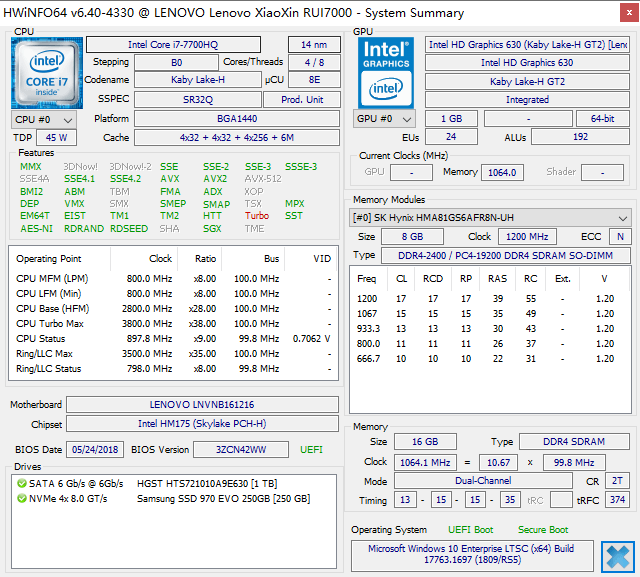 HWiNFO64 v6.40-4330 @ LENOVO Lenovo XiaoXin RUI7000 - System Summary
CPU
intel
CORE i7
inside
Intel Core i7-7700HQ
14 nm
Stepping
B0
Cores/Threads
4 / 8
Codename
Kaby Lake-H
µCU
8E
SSPEC
SR32Q
Prod. Unit
CPU #0
Platform
BGA1440
TDP
45 W
Cache
4x32 + 4x32 + 4x256 + 6M
Features
MMX 3DNow! 3DNow!-2 SSE SSE-2 SSE-3 SSSE-3
SSE4A SSE4.1 SSE4.2 AVX AVX2 AVX-512
BMI2 ABM TBM FMA ADX XOP
DEP VMX SMX SMEP SMAP TSX MPX
EM64T EIST TM1 TM2 HTT Turbo SST
AES-NI RDRAND RDSEED SHA SGX TME
Operating Point Clock Ratio Bus VID
CPU MFM (LPM) 800.0 MHz x8.00 100.0 MHz -
CPU LFM (Min) 800.0 MHz x8.00 100.0 MHz -
CPU Base (HFM) 2800.0 MHz x28.00 100.0 MHz -
CPU Turbo Max 3800.0 MHz x38.00 100.0 MHz -
CPU Status 897.8 MHz x9.00 99.8 MHz 0.7062 V
Ring/LLC Max 3500.0 MHz x35.00 100.0 MHz -
Ring/LLC Status 798.0 MHz x8.00 99.8 MHz -
Motherboard
LENOVO LNVNB161216
Chipset
Intel HM175 (Skylake PCH-H)
BIOS Date
05/24/2018
BIOS Version
3ZCN42WW
UEFI
Drives
SATA 6 Gb/s @ 6Gb/s HGST HTS721010A9E630 [1 TB]
NVMe 4x 8.0 GT/s Samsung SSD 970 EVO 250GB [250 GB]
GPU
Intel
GRAPHICS
intel
Intel HD Graphics 630 (Kaby Lake-H GT2) [Leno
Intel HD Graphics 630
Kaby Lake-H GT2
Integrated
GPU #0
1 GB
-
64-bit
EUs
24
ALUs
192
Current Clocks (MHz)
GPU
-
Memory
1064.0
Shader
-
Memory Modules
[#0] SK Hynix HMA81GS6AFR8N-UH
Size
8 GB
Clock
1200 MHz
ECC
N
Type
DDR4-2400 / PC4-19200 DDR4 SDRAM SO-DIMM
Freq CL RCD RP RAS RC Ext. V
1200 17 17 17 39 55 - 1.20
1067 15 15 15 35 49 - 1.20
933.3 13 13 13 30 43 - 1.20
800.0 11 11 11 26 37 - 1.20
666.7 10 10 10 22 31 - 1.20
Memory
Size
16 GB
Type
DDR4 SDRAM
Clock
1064.1 MHz
=
10.67
x
99.8 MHz
Mode
Dual-Channel
CR
2T
Timing
13 - 15 - 15 - 35
tRC
tRFC
374
Operating System
UEFI Boot
Secure Boot
Microsoft Windows 10 Enterprise LTSC (x64) Build
17763.1697 (1809/RS5)